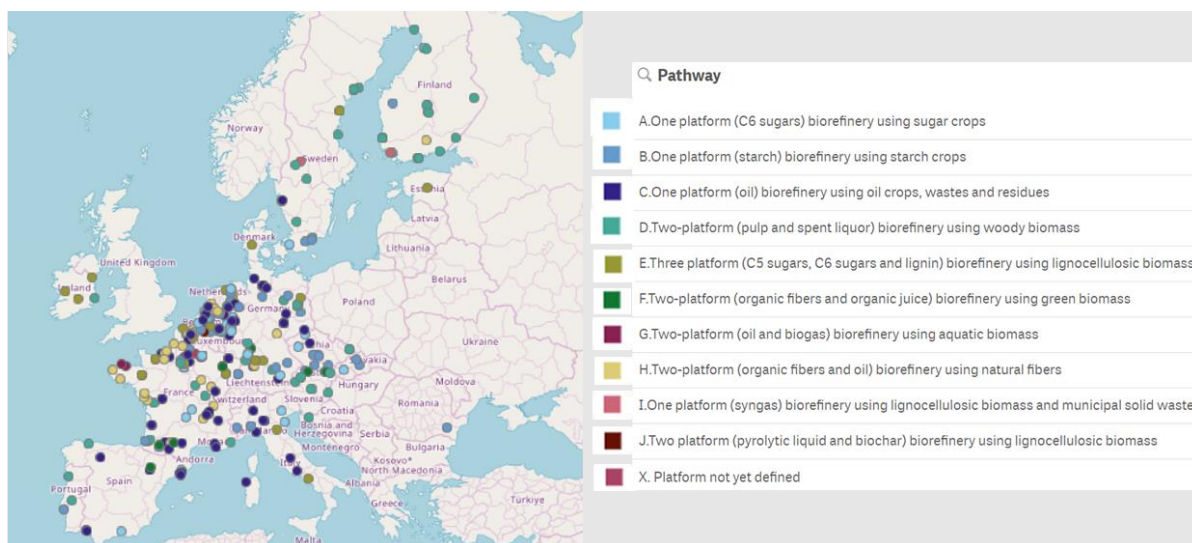 Finland
Norway
Sweden
Estonia
Latvia
Denmark
Lithuania
United Kingdom
Belarus
Ireland
Netherlands
Poland
Germany
Ukraine
Luxembourg
Liechtenstein
Hungary
Moldova
France
Switzerland
Slovenia
Romania
Croatia
Bosnia and
Herzegovina
Serbia
Montenegro
Bulgaria
Andorra
Kosovo*
North Macedonia
Italy
Albania
Spain
Portugal
Greece
Türkiye
Malta
Pathway
A.One platform (C6 sugars) biorefinery using sugar crops
B.One platform (starch) biorefinery using starch crops
C.One platform (oil) biorefinery using oil crops, wastes and residues
D.Two-platform (pulp and spent liquor) biorefinery using woody biomass
E.Three platform (C5 sugars, C6 sugars and lignin) biorefinery using lignocellulosic biomass
F.Two-platform (organic fibers and organic juice) biorefinery using green biomass
G.Two-platform (oil and biogas) biorefinery using aquatic biomass
H.Two-platform (organic fibers and oil) biorefinery using natural fibers
I.One platform (syngas) biorefinery using lignocellulosic biomass and municipal solid waste
J.Two platform (pyrolytic liquid and biochar) biorefinery using lignocellulosic biomass
X. Platform not yet defined